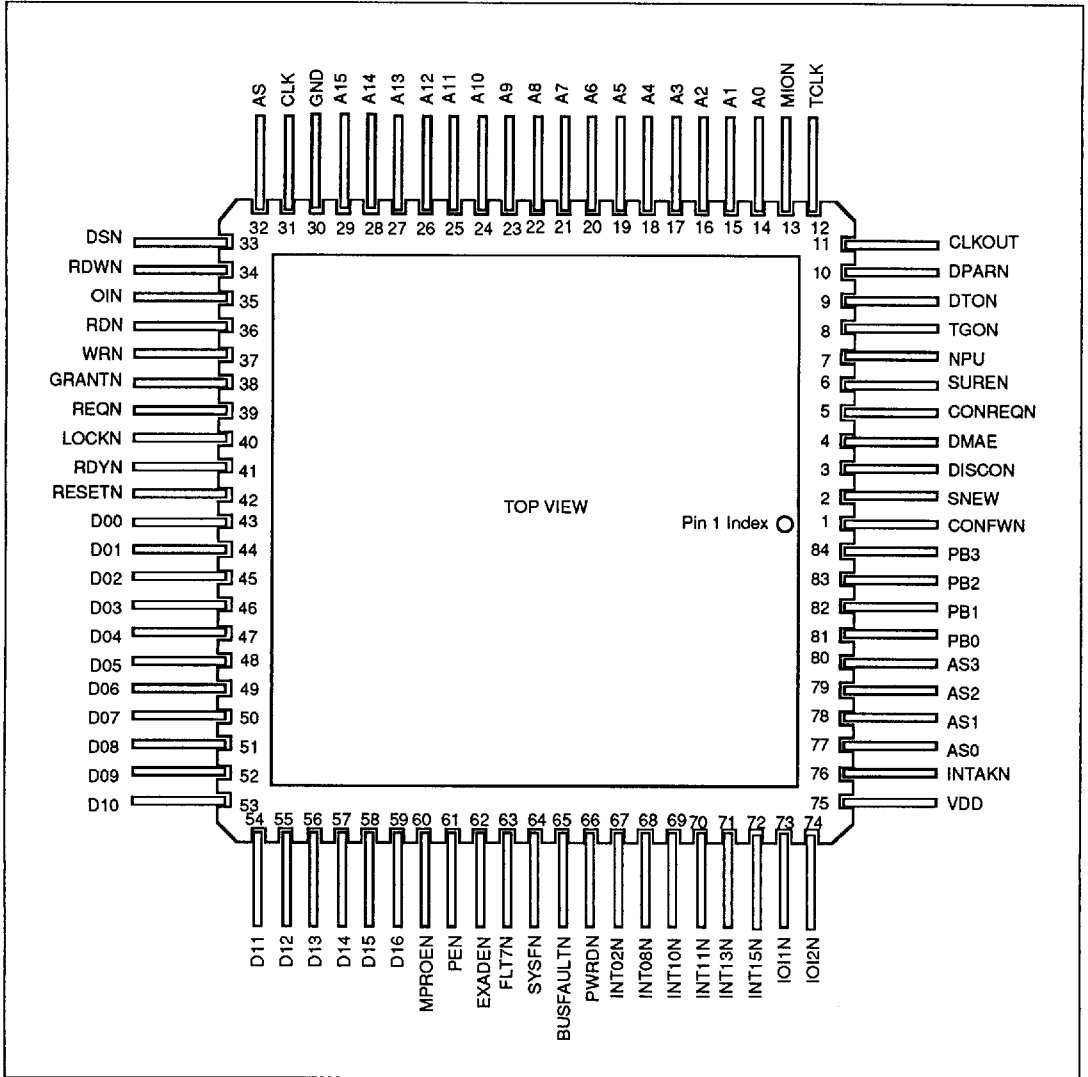 AS CLK GND A15 A14 A13 A12 A11 A10 A9 A8 A7 A6 A5 A4 A3 A2 A1 A0 MION TCLK
32 31 30 29 28 27 26 25 24 23 22 21 20 19 18 17 16 15 14 13 12
DSN 33 11 CLKOUT
RDWN 34 10 DPARN
OIN 35 9 DTON
RDN 36 8 TGON
WRN 37 7 NPU
GRANTN 38 6 SUREN
REQN 39 5 CONREQN
LOCKN 40 4 DMAE
RDYN 41 3 DISCON
RESETN 42 2 SNEW
TOP VIEW
Pin 1 Index
D00 43 1 CONFWN
D01 44 84 PB3
D02 45 83 PB2
D03 46 82 PB1
D04 47 81 PB0
D05 48 80 AS3
D06 49 79 AS2
D07 50 78 AS1
D08 51 77 AS0
D09 52 76 INTAKN
D10 53 75 VDD
54 55 56 57 58 59 60 61 62 63 64 65 66 67 68 69 70 71 72 73 74
D11 D12 D13 D14 D15 D16 MPROEN PEN EXADEN FLT7N SYSFN BUSFAULTN PWRDN INT02N INT08N INT10N INT11N INT13N INT15N IOI1N IOI2N